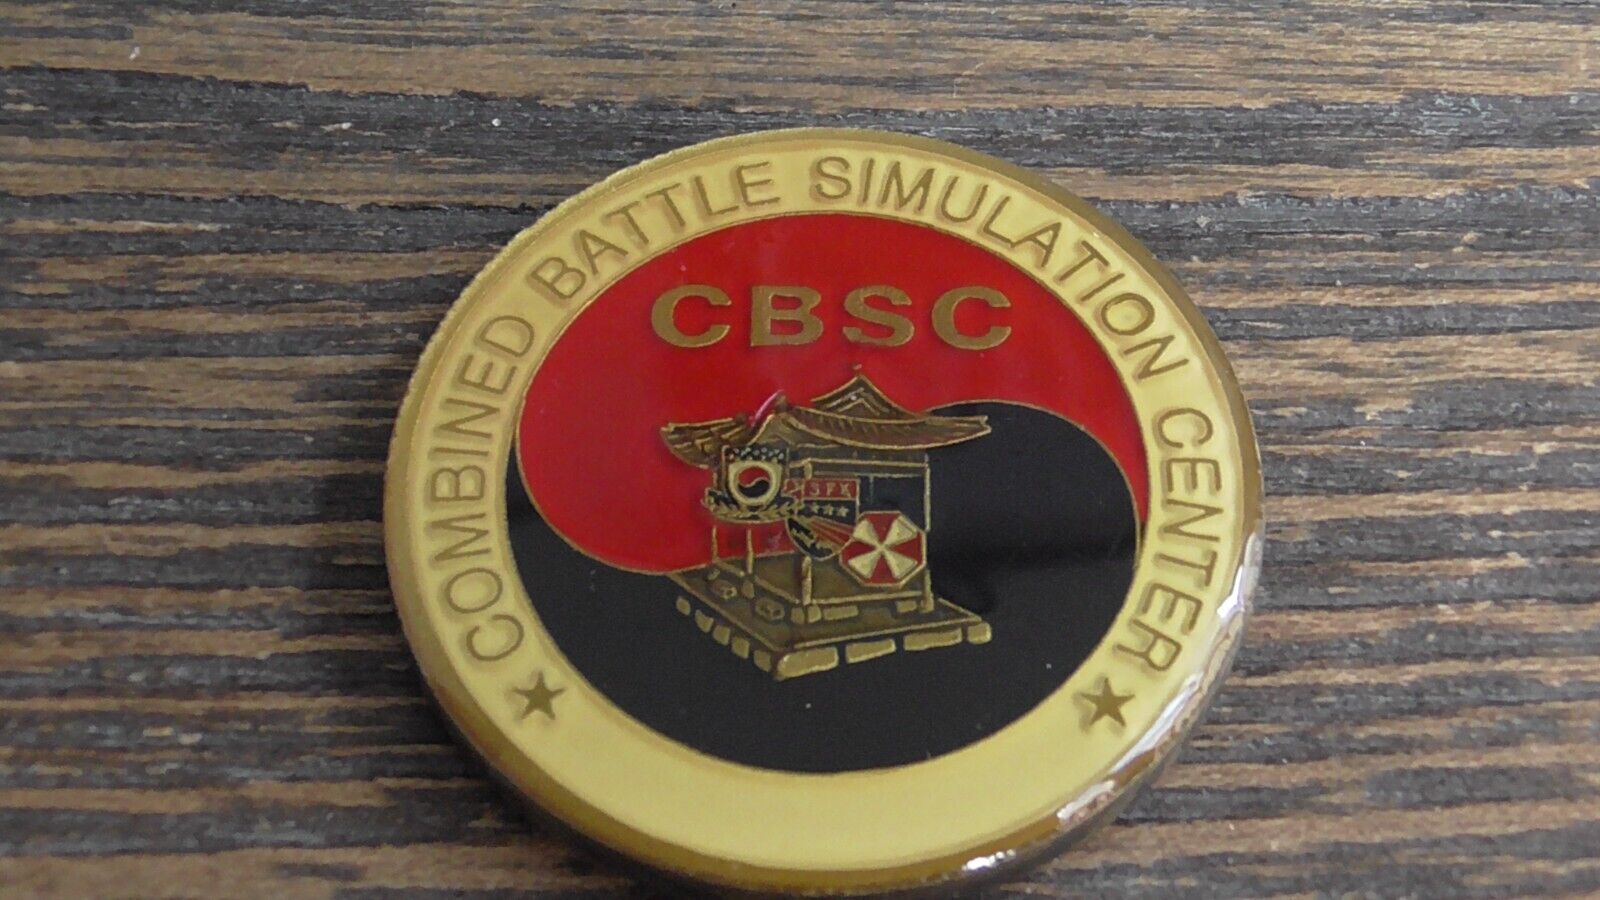 COMBINED BATTLE SIMULATION CENTER
CBSC